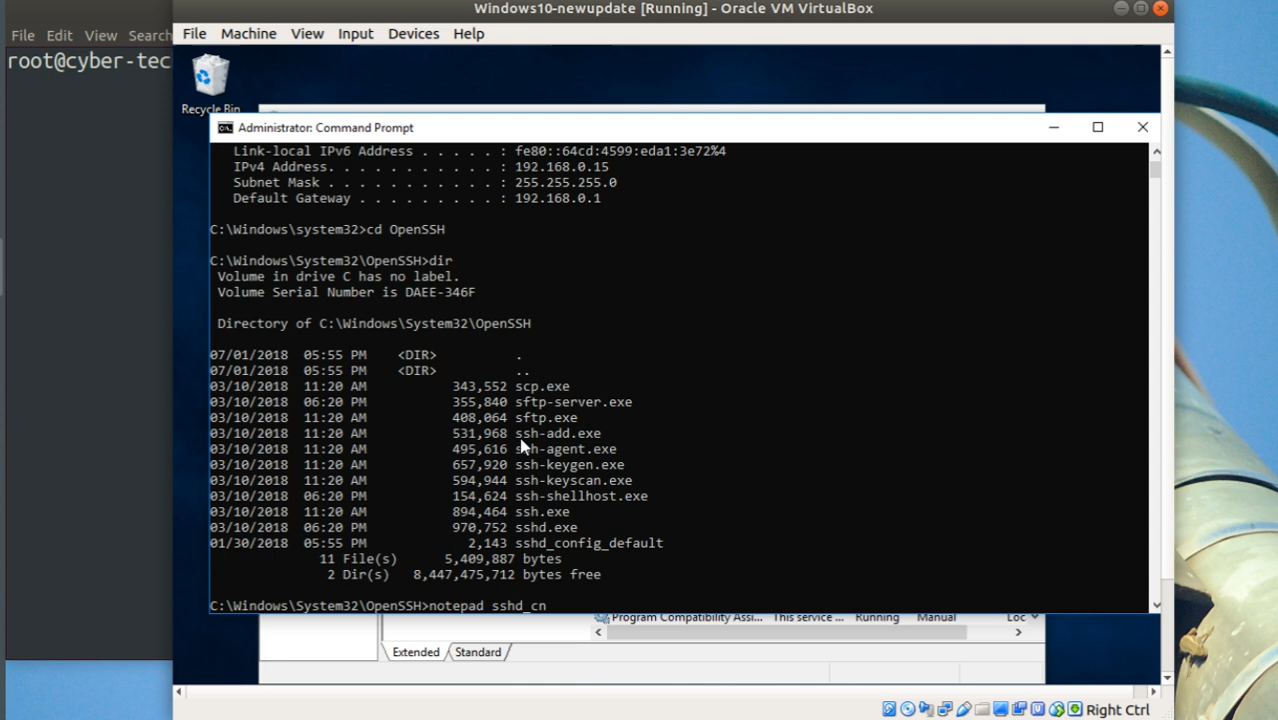 Windows10-newupdate [Running] - Oracle VM VirtualBox
File Edit View Search
File Machine View Input Devices Help
root@cyber-tec
Recycle Bin
Administrator: Command Prompt
Link-local IPv6 Address . . . . . : fe80::64cd:4599:eda1:3e72%4
IPv4 Address. . . . . . . . . . . : 192.168.0.15
Subnet Mask . . . . . . . . . . . : 255.255.255.0
Default Gateway . . . . . . . . . : 192.168.0.1
C:\Windows\system32>cd OpenSSH
C:\Windows\System32\OpenSSH>dir
Volume in drive C has no label.
Volume Serial Number is DAEE-346F
Directory of C:\Windows\System32\OpenSSH
07/01/2018 05:55 PM <DIR> .
07/01/2018 05:55 PM <DIR> ..
03/10/2018 11:20 AM 343,552 scp.exe
03/10/2018 06:20 PM 355,840 sftp-server.exe
03/10/2018 11:20 AM 408,064 sftp.exe
03/10/2018 11:20 AM 531,968 ssh-add.exe
03/10/2018 11:20 AM 495,616 ssh-agent.exe
03/10/2018 11:20 AM 657,920 ssh-keygen.exe
03/10/2018 11:20 AM 594,944 ssh-keyscan.exe
03/10/2018 06:20 PM 154,624 ssh-shellhost.exe
03/10/2018 11:20 AM 894,464 ssh.exe
03/10/2018 06:20 PM 970,752 sshd.exe
01/30/2018 05:55 PM 2,143 sshd_config_default
11 File(s) 5,409,887 bytes
2 Dir(s) 8,447,475,712 bytes free
C:\Windows\System32\OpenSSH>notepad sshd_cn
Program Compatibility Assi... This service ... Running Manual Loc
Extended Standard
Right Ctrl